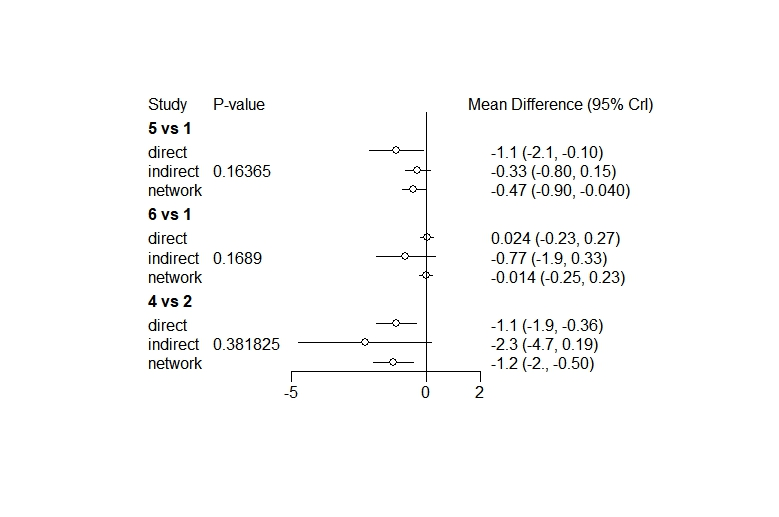 Study P-value Mean Difference (95% CrI)
5 vs 1
direct -1.1 (-2.1, -0.10)
indirect 0.16365 -0.33 (-0.80, 0.15)
network -0.47 (-0.90, -0.040)
6 vs 1
direct 0.024 (-0.23, 0.27)
indirect 0.1689 -0.77 (-1.9, 0.33)
network -0.014 (-0.25, 0.23)
4 vs 2
direct -1.1 (-1.9, -0.36)
indirect 0.381825 -2.3 (-4.7, 0.19)
network -1.2 (-2., -0.50)
-5 0 2